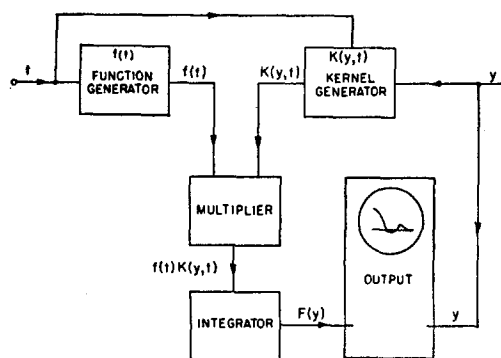 t
f(t)
FUNCTION
GENERATOR
f(t)
K(y,t)
K(y,t)
KERNEL
GENERATOR
y
MULTIPLIER
f(t)K(y,t)
INTEGRATOR
F(y)
OUTPUT
y